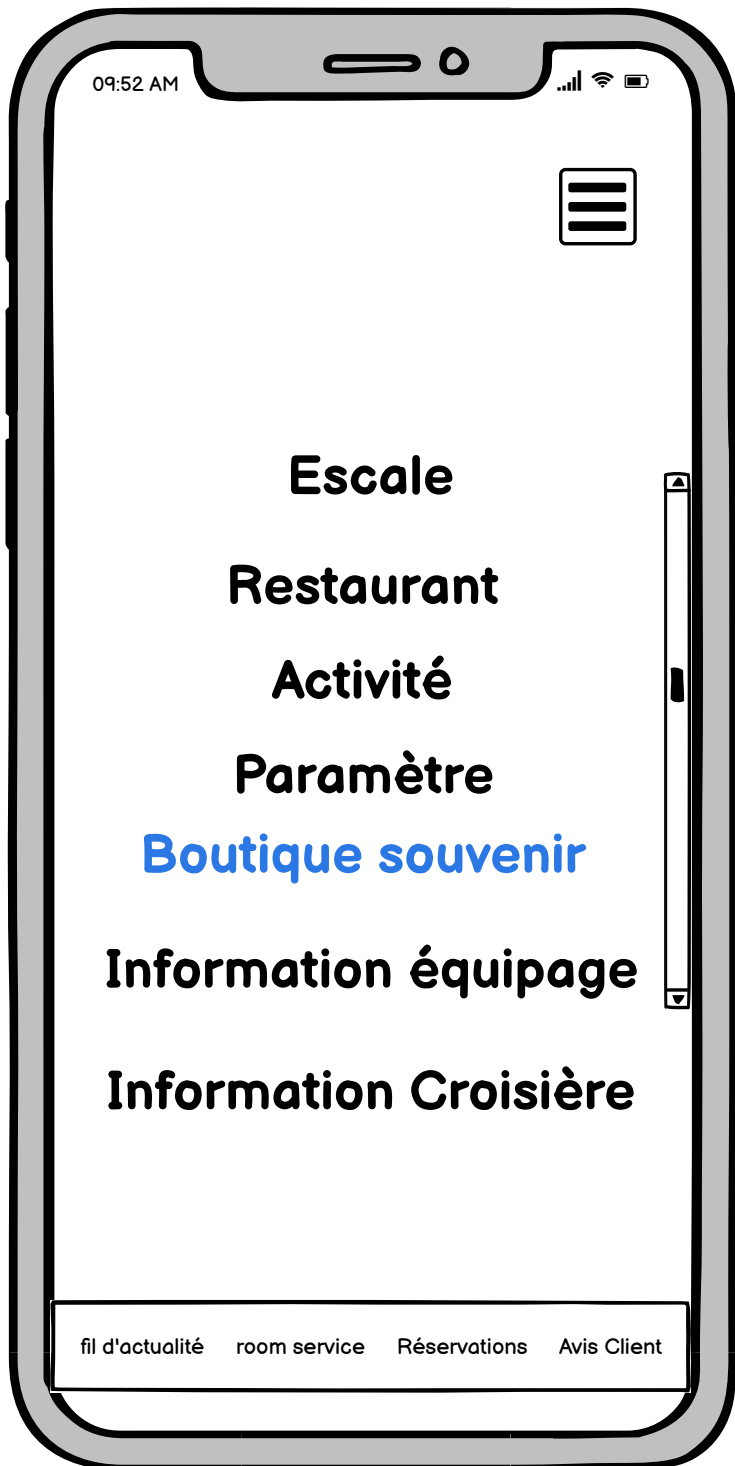 09:52 AM
Escale
Restaurant
Activité
Paramètre
Boutique souvenir
Information équipage
Information Croisière
fil d'actualité room service Réservations Avis Client